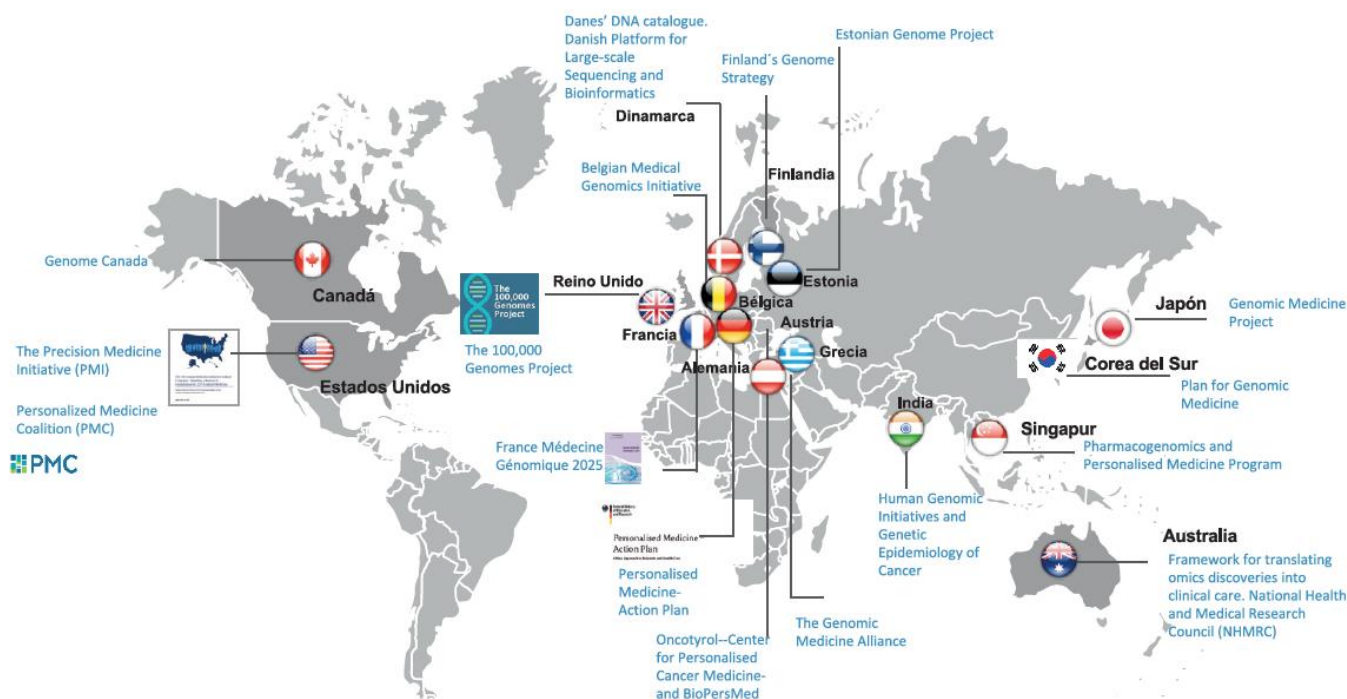 Danes’ DNA catalogue.
Danish Platform for
Large-scale
Sequencing and
Bioinformatics
Dinamarca
Finland´s Genome
Strategy
Finlandia
Estonian Genome Project
Estonia
Belgian Medical
Genomics Initiative
Bélgica
Genome Canada
Canadá
The Precision Medicine
Initiative (PMI)
Personalized Medicine
Coalition (PMC)
PMC
Estados Unidos
Reino Unido
The
100,000
Genomes
Project
The 100,000
Genomes Project
Francia
France Médecine
Génomique 2025
Alemania
Personalised Medicine
Action Plan
Personalised
Medicine-
Action Plan
Austria
Oncotyrol--Center
for Personalised
Cancer Medicine-
and BioPersMed
Grecia
The Genomic
Medicine Alliance
India
Human Genomic
Initiatives and
Genetic
Epidemiology of
Cancer
Japón
Genomic Medicine
Project
Corea del Sur
Plan for Genomic
Medicine
Singapur
Pharmacogenomics and
Personalised Medicine Program
Australia
Framework for translating
omics discoveries into
clinical care. National Health
and Medical Research
Council (NHMRC)